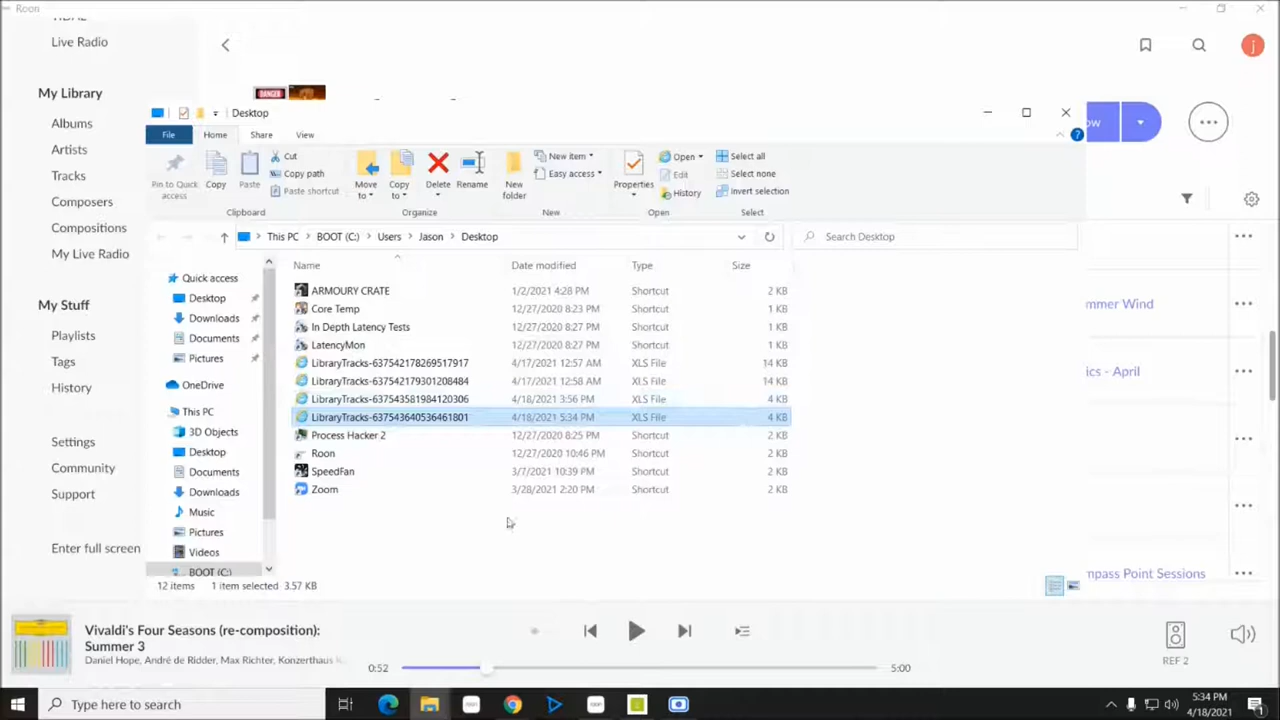 Roon
Live Radio
My Library
Albums
Artists
Tracks
Composers
Compositions
My Live Radio
My Stuff
Playlists
Tags
History
Settings
Community
Support
Enter full screen
DANGER
j
Desktop
File Home Share View
Pin to Quick access
Copy
Paste
Cut
Copy path
Paste shortcut
Clipboard
Move to
Copy to
Delete
Rename
Organize
New folder
New item
Easy access
New
Properties
Open
Edit
History
Open
Select all
Select none
Invert selection
Select
This PC > BOOT (C:) > Users > Jason > Desktop
Search Desktop
Quick access
Desktop
Downloads
Documents
Pictures
OneDrive
This PC
3D Objects
Desktop
Documents
Downloads
Music
Pictures
Videos
BOOT (C:)
Name Date modified Type Size
ARMOURY CRATE 1/2/2021 4:28 PM Shortcut 2 KB
Core Temp 12/27/2020 8:23 PM Shortcut 1 KB
In Depth Latency Tests 12/27/2020 8:27 PM Shortcut 1 KB
LatencyMon 12/27/2020 8:27 PM Shortcut 1 KB
LibraryTracks-637542178269517917 4/17/2021 12:57 AM XLS File 14 KB
LibraryTracks-637542179301208484 4/17/2021 12:58 AM XLS File 14 KB
LibraryTracks-637543581984120306 4/18/2021 3:56 PM XLS File 4 KB
LibraryTracks-637543640536461801 4/18/2021 5:34 PM XLS File 4 KB
Process Hacker 2 12/27/2020 8:25 PM Shortcut 2 KB
Roon 12/27/2020 10:46 PM Shortcut 2 KB
SpeedFan 3/7/2021 10:39 PM Shortcut 2 KB
Zoom 3/28/2021 2:20 PM Shortcut 2 KB
12 items 1 item selected 3.57 KB
ow
mmer Wind
ics - April
mpass Point Sessions
Vivaldi's Four Seasons (re-composition):
Summer 3
Daniel Hope, André de Ridder, Max Richter, Konzerthaus
0:52
5:00
REF 2
Type here to search
5:34 PM
4/18/2021
1